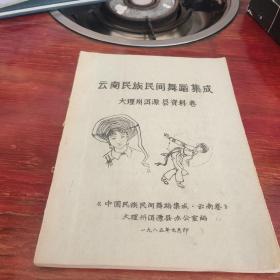 云南民族民间舞蹈集成
大理州洱源县资料卷
《中国民族民间舞蹈集成·云南卷》
大理州洱源县办公室编
一九八五年元月印